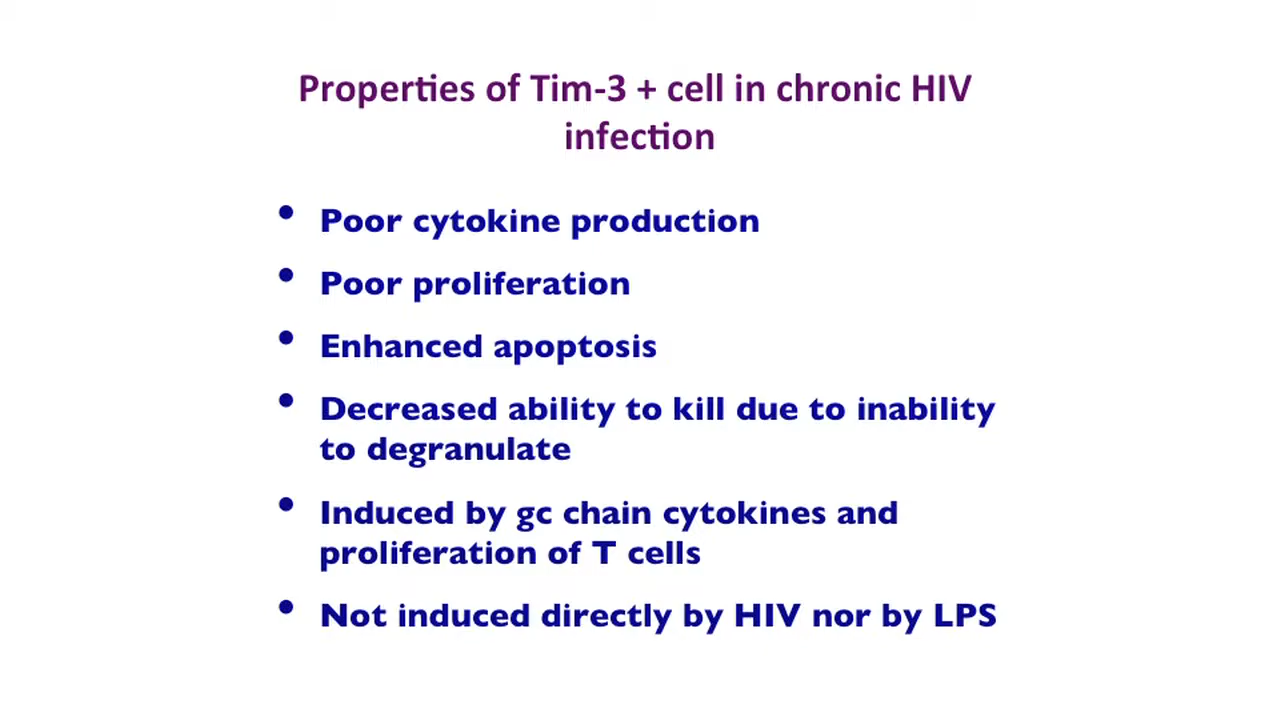 Properties of Tim-3 + cell in chronic HIV
infection
• Poor cytokine production
• Poor proliferation
• Enhanced apoptosis
• Decreased ability to kill due to inability
to degranulate
• Induced by gc chain cytokines and
proliferation of T cells
• Not induced directly by HIV nor by LPS